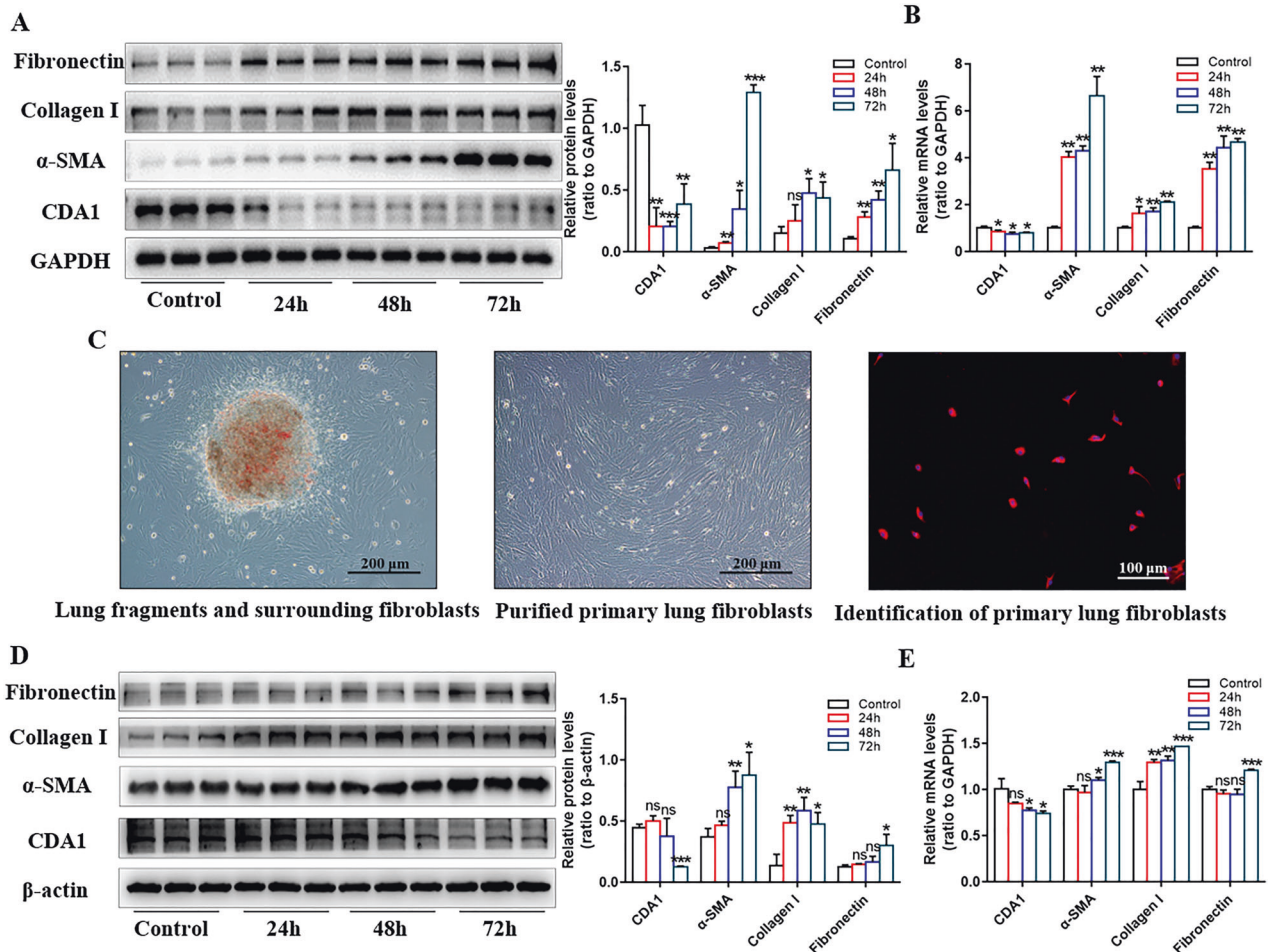 A
Fibronectin
Collagen I
α-SMA
CDA1
GAPDH
Control 24h 48h 72h
Relative protein levels
(ratio to GAPDH)
1.5
1.0
0.5
0.0
Control
24h
48h
72h
** *** **
** * ***
ns * *
** ** *
CDA1 α-SMA Collagen I Fibronectin
B
Relative mRNA levels
(ratio to GAPDH)
8
6
4
2
0
Control
24h
48h
72h
* * *
** ** **
* ** **
** ** **
CDA1 α-SMA Collagen I Fiibronectin
C
200 μm
200 μm
100 μm
Lung fragments and surrounding fibroblasts
Purified primary lung fibroblasts
Identification of primary lung fibroblasts
D
Fibronectin
Collagen I
α-SMA
CDA1
β-actin
Control 24h 48h 72h
Relative protein levels
(ratio to β-actin)
1.5
1.0
0.5
0.0
Control
24h
48h
72h
ns ns ***
ns ** *
** ** *
ns ns *
CDA1 α-SMA Collagen I Fibronectin
E
Relative mRNA levels
(ratio to GAPDH)
2.0
1.5
1.0
0.5
0.0
Control
24h
48h
72h
ns * *
ns * ***
** ** ***
ns ns ***
CDA1 α-SMA Collagen I Fibronectin